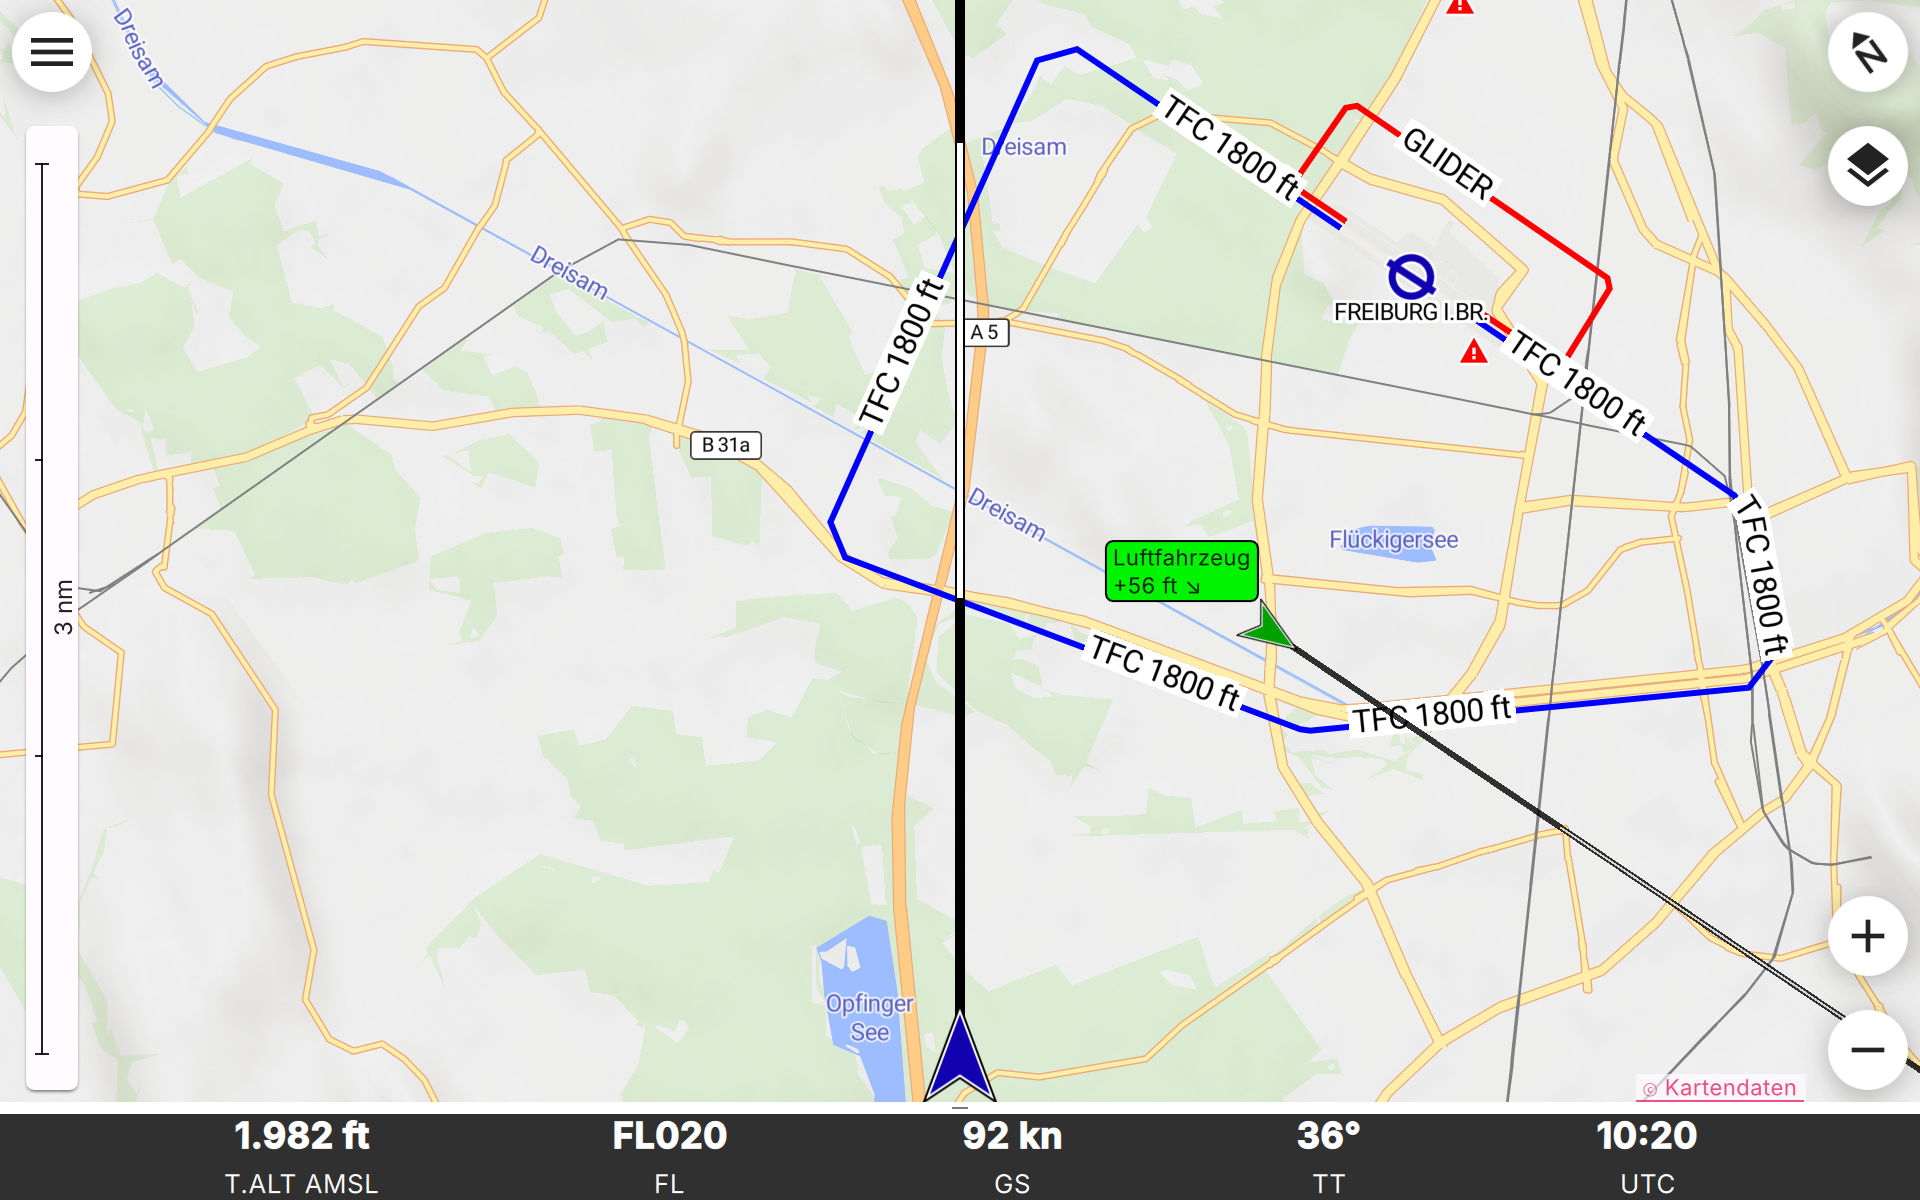 Dreisam
N
TFC 1800 ft
GLIDER
Dreisam
Dreisam
TFC 1800 ft
A 5
FREIBURG I.BR.
TFC 1800 ft
B 31a
Dreisam
Flückigersee
TFC 1800 ft
Luftfahrzeug
+56 ft ↘
3 nm
TFC 1800 ft
TFC 1800 ft
Opfinger
See
© Kartendaten
1.982 ft
T.ALT AMSL
FL020
FL
92 kn
GS
36°
TT
10:20
UTC